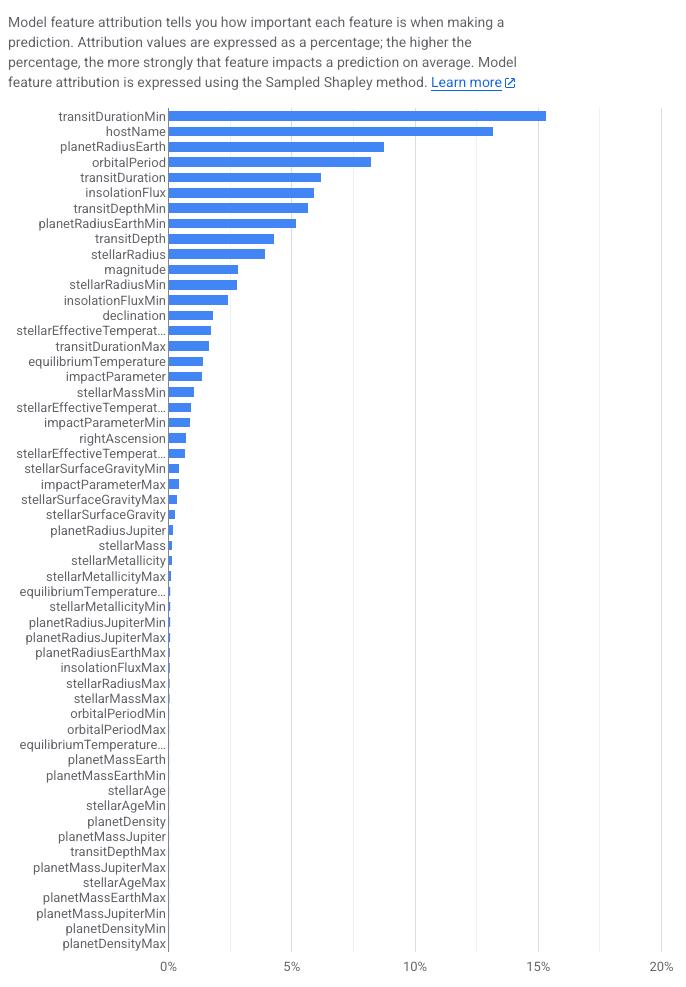 Model feature attribution tells you how important each feature is when making a
prediction. Attribution values are expressed as a percentage; the higher the
percentage, the more strongly that feature impacts a prediction on average. Model
feature attribution is expressed using the Sampled Shapley method. Learn more
transitDurationMin
hostName
planetRadiusEarth
orbitalPeriod
transitDuration
insolationFlux
transitDepthMin
planetRadiusEarthMin
transitDepth
stellarRadius
magnitude
stellarRadiusMin
insolationFluxMin
declination
stellarEffectiveTemperat...
transitDurationMax
equilibriumTemperature
impactParameter
stellarMassMin
stellarEffectiveTemperat...
impactParameterMin
rightAscension
stellarEffectiveTemperat...
stellarSurfaceGravityMin
impactParameterMax
stellarSurfaceGravityMax
stellarSurfaceGravity
planetRadiusJupiter
stellarMass
stellarMetallicity
stellarMetallicityMax
equilibriumTemperature...
stellarMetallicityMin
planetRadiusJupiterMin
planetRadiusJupiterMax
planetRadiusEarthMax
insolationFluxMax
stellarRadiusMax
stellarMassMax
orbitalPeriodMin
orbitalPeriodMax
equilibriumTemperature...
planetMassEarth
planetMassEarthMin
stellarAge
stellarAgeMin
planetDensity
planetMassJupiter
transitDepthMax
planetMassJupiterMax
stellarAgeMax
planetMassEarthMax
planetMassJupiterMin
planetDensityMin
planetDensityMax
0% 5% 10% 15% 20%